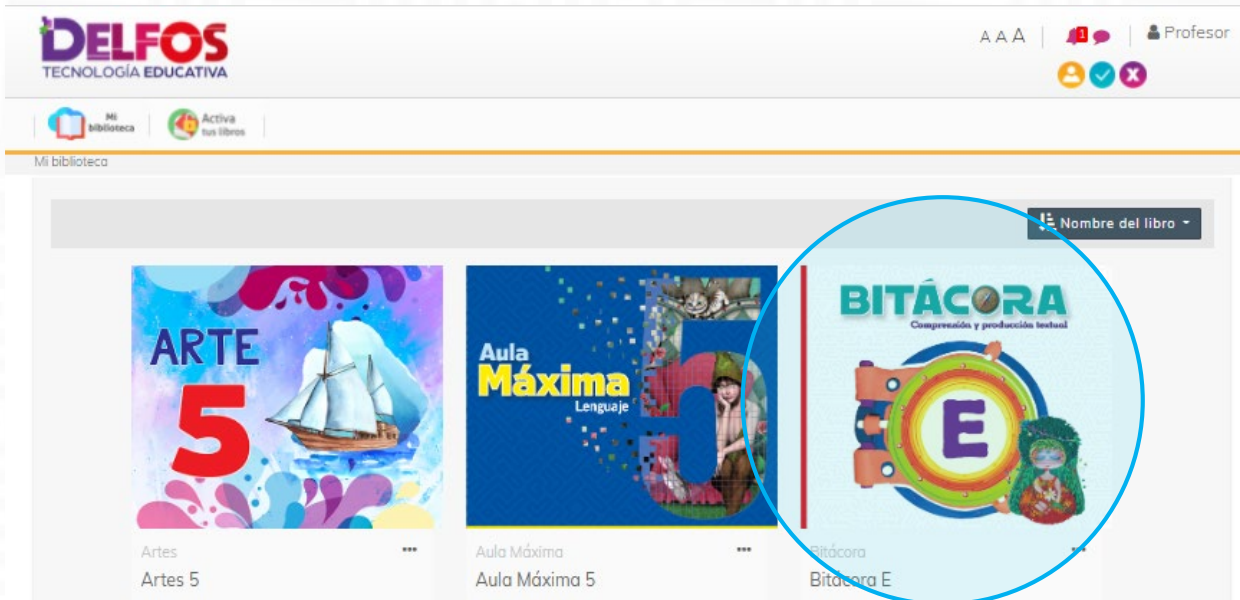 DELFOS
TECNOLOGÍA EDUCATIVA
A A A
1
Profesor
Mi
biblioteca
Activa
tus libros
Mi biblioteca
Nombre del libro
ARTE
5
Aula
Máxima
Lenguaje
5
BITÁCORA
Comprensión y producción textual
E
Artes
Artes 5
Aula Máxima
Aula Máxima 5
Bitácora
Bitácora E